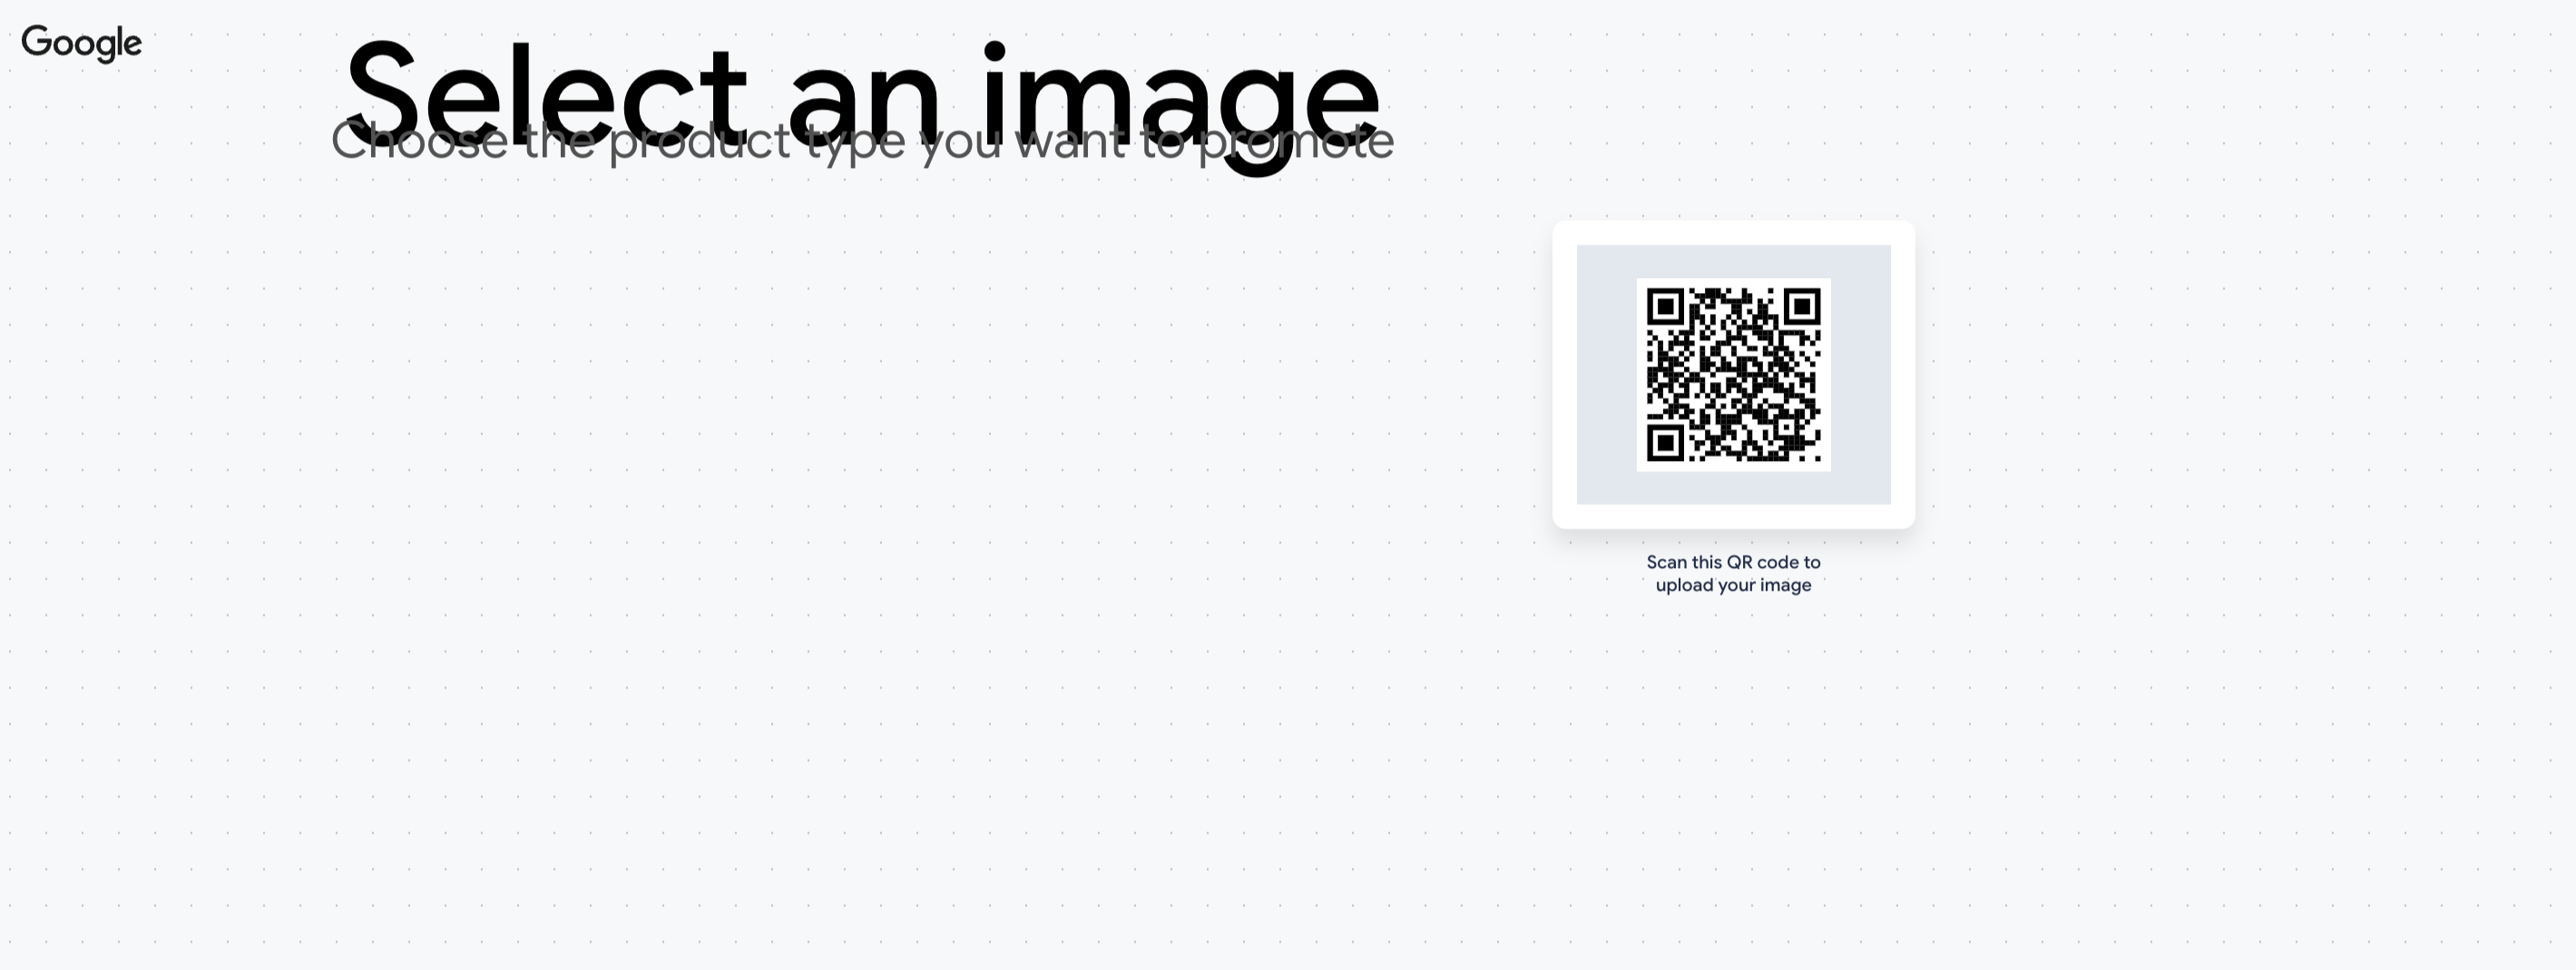 Google
Select an image
Choose the product type you want to promote
Scan this QR code to
upload your image